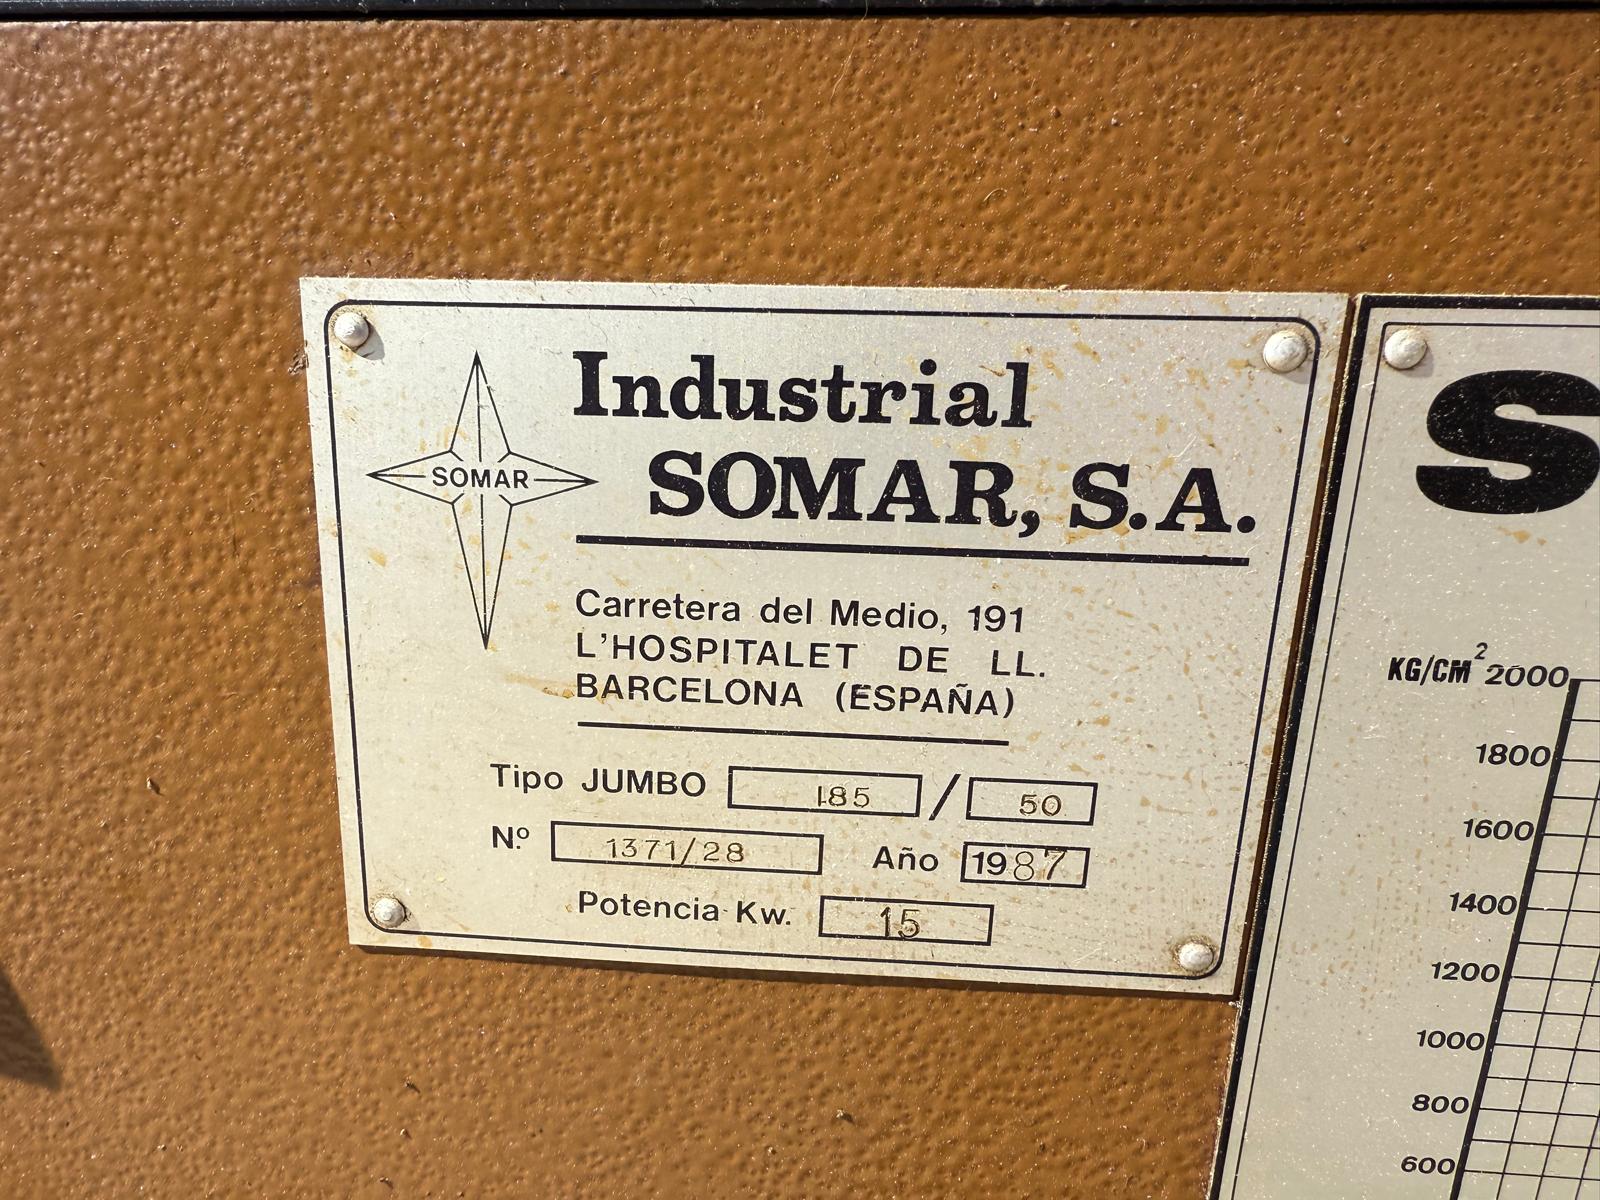 Industrial
SOMAR, S.A.
SOMAR
Carretera del Medio, 191
L'HOSPITALET DE LL.
BARCELONA (ESPAÑA)
Tipo JUMBO 185 / 50
N.º 1371/28 Año 1987
Potencia Kw. 15
S
KG/CM² 2000
1800
1600
1400
1200
1000
800
600